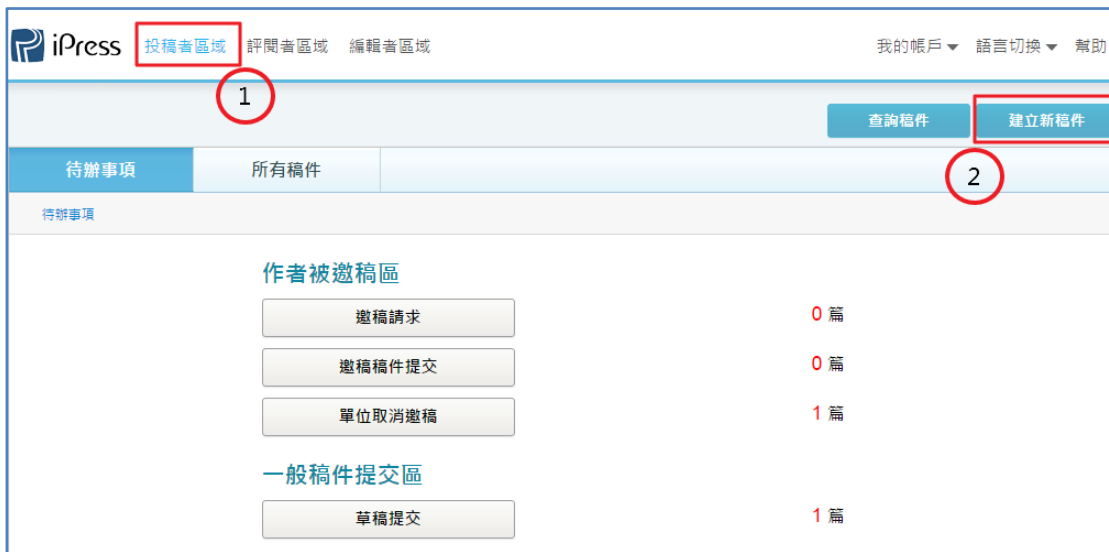 iPress 投稿者區域 評閱者區域 編輯者區域 我的帳戶 語言切換 幫助
1
查詢稿件 建立新稿件
2
待辦事項 所有稿件
待辦事項
作者被邀稿區
邀稿請求 0 篇
邀稿稿件提交 0 篇
單位取消邀稿 1 篇
一般稿件提交區
草稿提交 1 篇